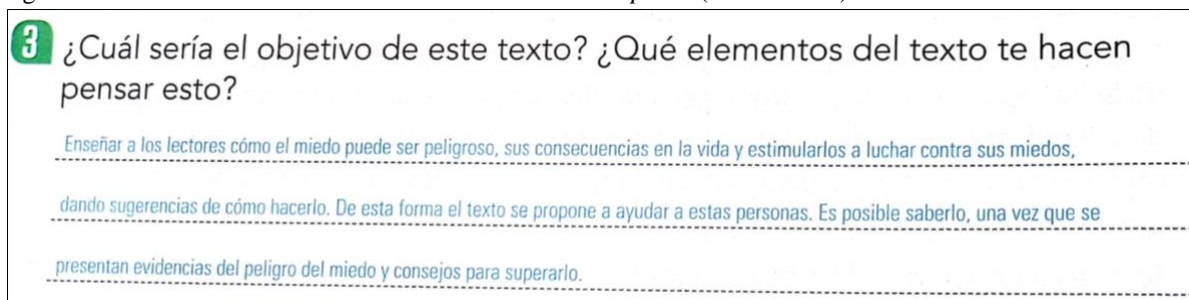 3 ¿Cuál sería el objetivo de este texto? ¿Qué elementos del texto te hacen
pensar esto?
Enseñar a los lectores cómo el miedo puede ser peligroso, sus consecuencias en la vida y estimularlos a luchar contra sus miedos,
dando sugerencias de cómo hacerlo. De esta forma el texto se propone a ayudar a estas personas. Es posible saberlo, una vez que se
presentan evidencias del peligro del miedo y consejos para superarlo.